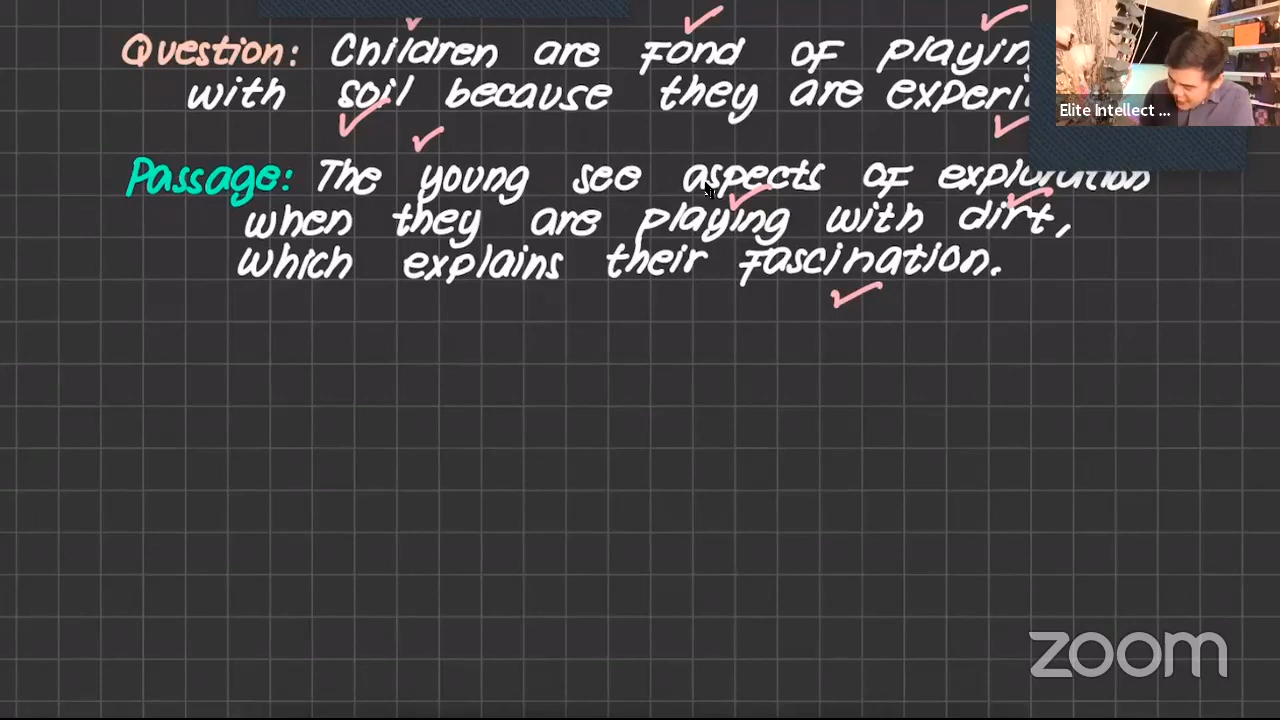 Question: Children are fond of playin
with soil because they are experi
Elite Intellect ...
Passage: The young see aspects of exploration
when they are playing with dirt,
which explains their fascination.
zoom